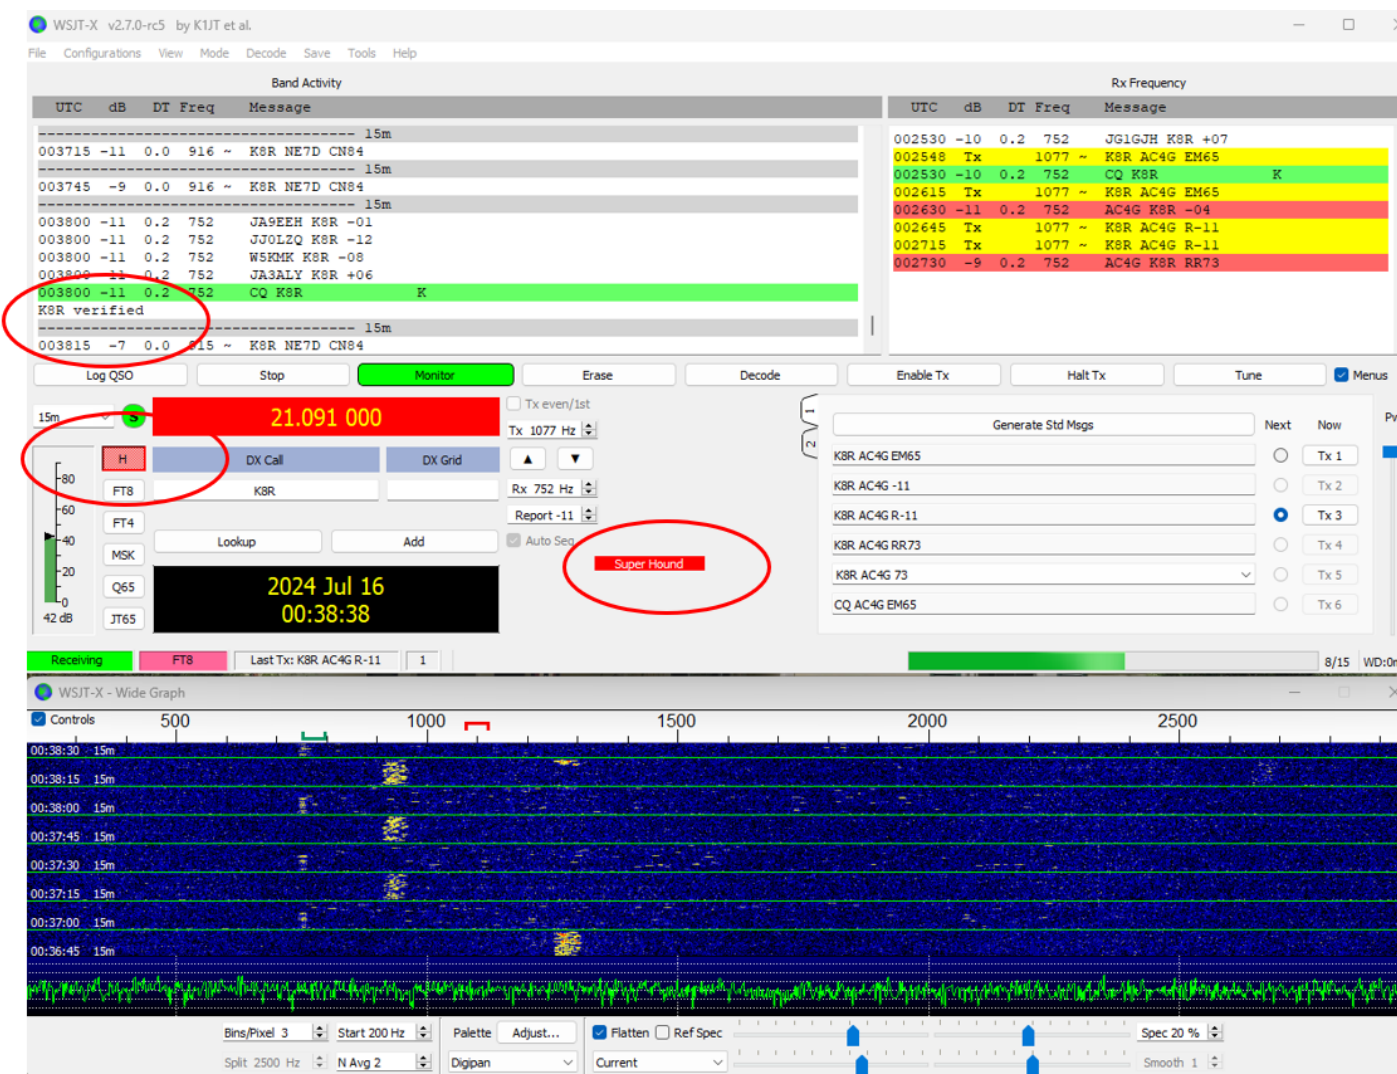 WSJT-X v2.7.0-rc5 by K1JT et al.
File Configurations View Mode Decode Save Tools Help
Band Activity
UTC dB DT Freq Message
----------------------------------- 15m
003715 -11 0.0 916 ~ K8R NE7D CN84
----------------------------------- 15m
003745 -9 0.0 916 ~ K8R NE7D CN84
----------------------------------- 15m
003800 -11 0.2 752 JA9EEH K8R -01
003800 -11 0.2 752 JJ0LZQ K8R -12
003800 -11 0.2 752 W5KMK K8R -08
003800 -11 0.2 752 JA3ALY K8R +06
003800 -11 0.2 752 CQ K8R K
K8R verified
----------------------------------- 15m
003815 -7 0.0 915 ~ K8R NE7D CN84
Rx Frequency
UTC dB DT Freq Message
002530 -10 0.2 752 JG1GJH K8R +07
002548 Tx 1077 ~ K8R AC4G EM65
002530 -10 0.2 752 CQ K8R K
002615 Tx 1077 ~ K8R AC4G EM65
002630 -11 0.2 752 AC4G K8R -04
002645 Tx 1077 ~ K8R AC4G R-11
002715 Tx 1077 ~ K8R AC4G R-11
002730 -9 0.2 752 AC4G K8R RR73
Log QSO Stop Monitor Erase Decode Enable Tx Halt Tx Tune Menus
15m S 21.091 000
Tx even/1st
Tx 1077 Hz
H DX Call DX Grid
FT8 K8R
Rx 752 Hz
Report -11
FT4
Lookup Add
Auto Seq
MSK
Super Hound
Q65
2024 Jul 16
00:38:38
JT65
80
60
40
20
0
42 dB
1
2
Generate Std Msgs Next Now
Pw
K8R AC4G EM65 Tx 1
K8R AC4G -11 Tx 2
K8R AC4G R-11 Tx 3
K8R AC4G RR73 Tx 4
K8R AC4G 73 Tx 5
CQ AC4G EM65 Tx 6
Receiving FT8 Last Tx: K8R AC4G R-11 1 8/15 WD:0m
WSJT-X - Wide Graph
Controls 500 1000 1500 2000 2500
00:38:30 15m
00:38:15 15m
00:38:00 15m
00:37:45 15m
00:37:30 15m
00:37:15 15m
00:37:00 15m
00:36:45 15m
Bins/Pixel 3 Start 200 Hz Palette Adjust... Flatten Ref Spec Spec 20 %
Split 2500 Hz N Avg 2 Digipan Current Smooth 1